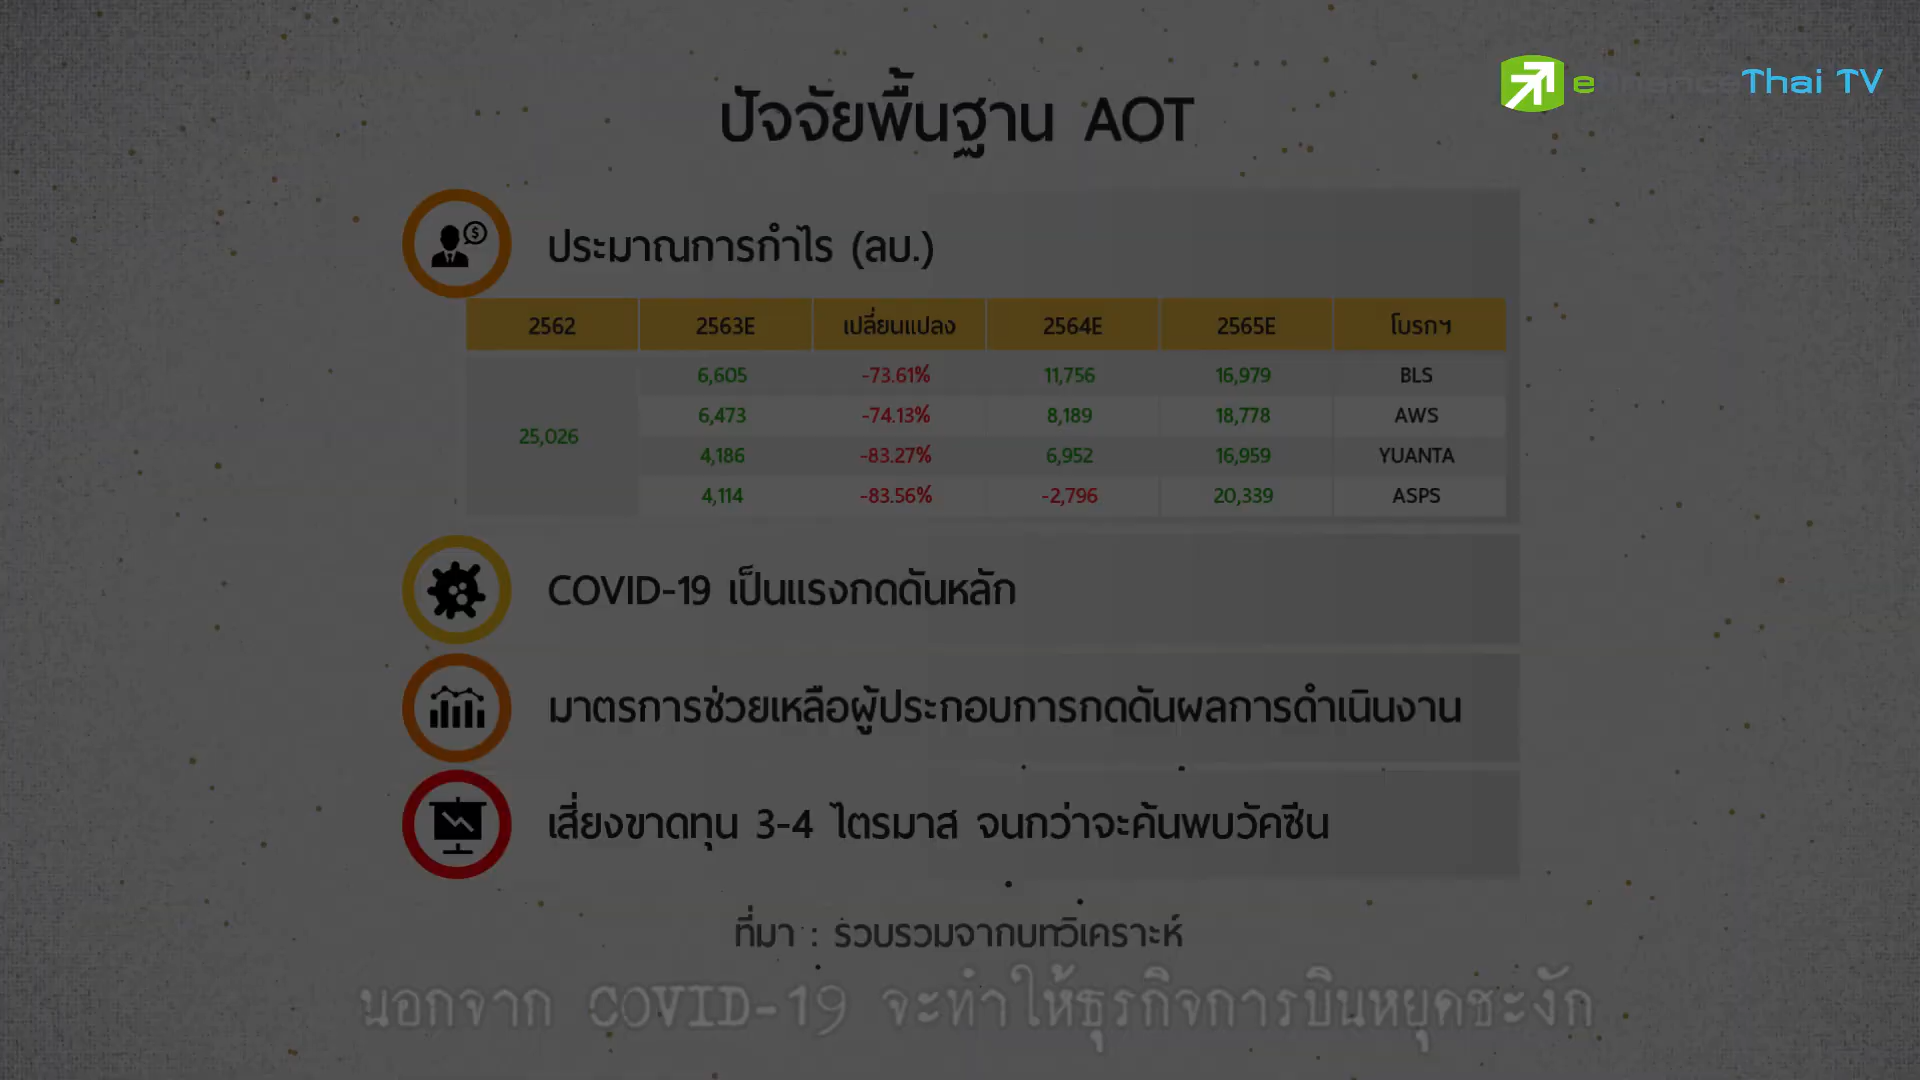 eFinanceThai TV
ปัจจัยพื้นฐาน AOT
ประมาณการกำไร (ลบ.)
2562 2563E เปลี่ยนแปลง 2564E 2565E โบรกฯ
6,605 -73.61% 11,756 16,979 BLS
6,473 -74.13% 8,189 18,778 AWS
25,026
4,186 -83.27% 6,952 16,959 YUANTA
4,114 -83.56% -2,796 20,339 ASPS
COVID-19 เป็นแรงกดดันหลัก
มาตรการช่วยเหลือผู้ประกอบการกดดันผลการดำเนินงาน
เสี่ยงขาดทุน 3-4 ไตรมาส จนกว่าจะค้นพบวัคซีน
ที่มา : รวบรวมจากบทวิเคราะห์
นอกจาก COVID-19 จะทำให้ธุรกิจการบินหยุดชะงัก